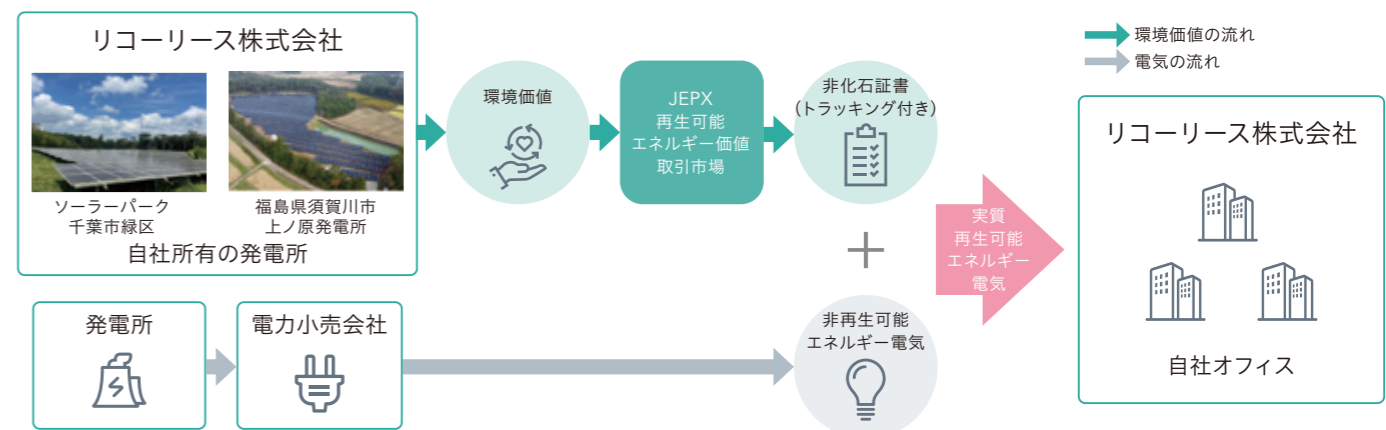 リコーリース株式会社
ソーラーパーク
千葉市緑区
福島県須賀川市
上ノ原発電所
自社所有の発電所
環境価値
JEPX
再生可能
エネルギー価値
取引市場
非化石証書
(トラッキング付き)
環境価値の流れ
電気の流れ
発電所
電力小売会社
+
非再生可能
エネルギー電気
実質
再生可能
エネルギー
電気
リコーリース株式会社
自社オフィス